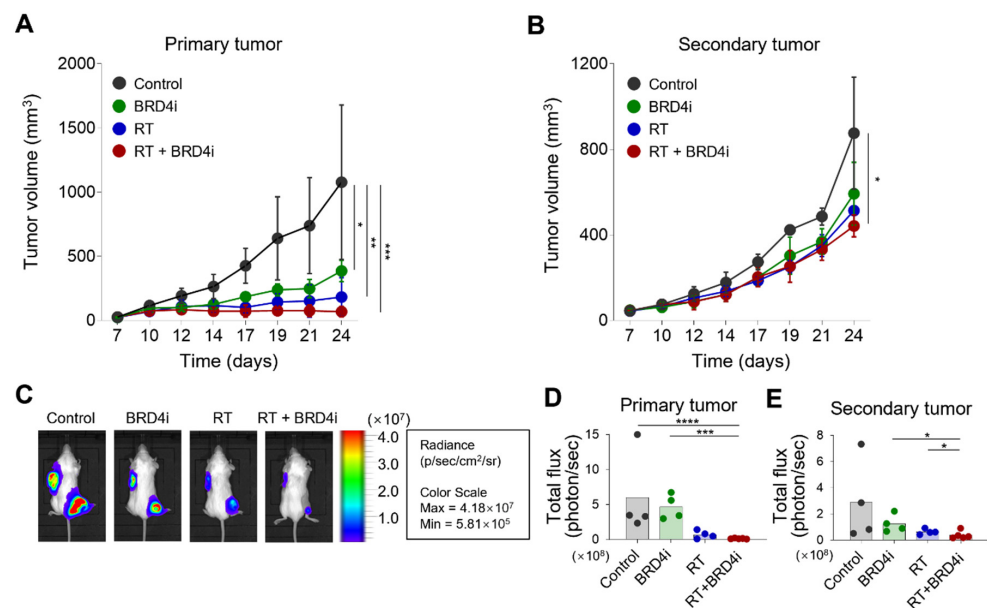 A
Primary tumor
Tumor volume (mm³)
2000
1500
1000
500
0
Control
BRD4i
RT
RT + BRD4i
*
**
***
7 10 12 14 17 19 21 24
Time (days)
B
Secondary tumor
Tumor volume (mm³)
1200
800
400
0
Control
BRD4i
RT
RT + BRD4i
*
7 10 12 14 17 19 21 24
Time (days)
C
Control BRD4i RT RT + BRD4i (×10⁷)
4.0
3.0
2.0
1.0
Radiance
(p/sec/cm²/sr)
Color Scale
Max = 4.18×10⁷
Min = 5.81×10⁵
D
Primary tumor
Total flux
(photon/sec)
15
10
5
0
(×10⁸)
****
***
Control BRD4i RT RT+BRD4i
E
Secondary tumor
Total flux
(photon/sec)
8
6
4
2
0
(×10⁸)
*
*
Control BRD4i RT RT+BRD4i